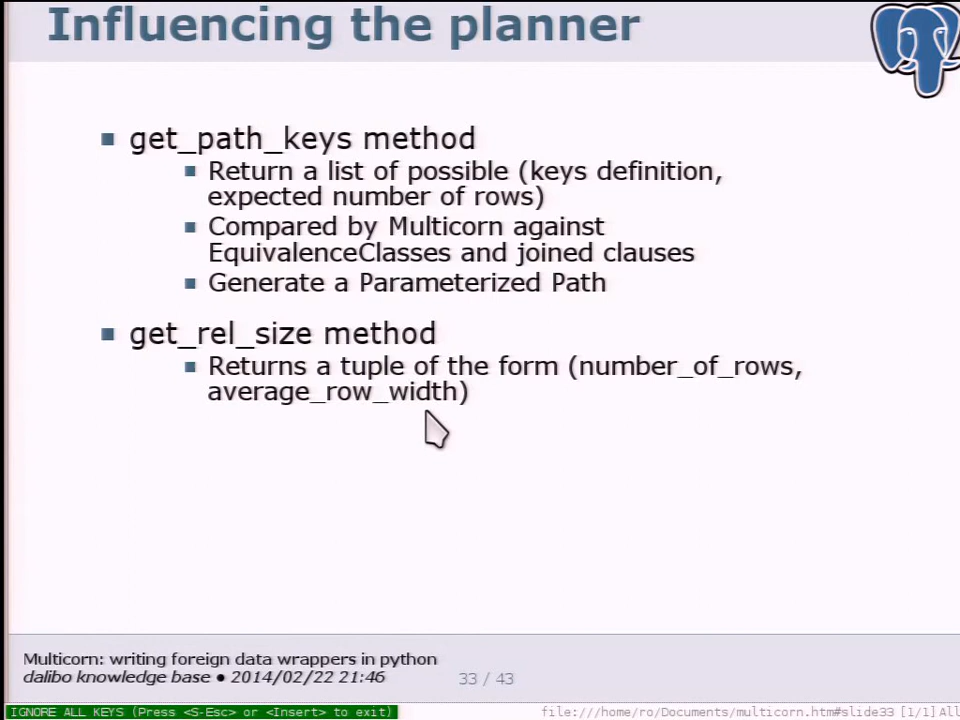 Influencing the planner
get_path_keys method
Return a list of possible (keys definition,
expected number of rows)
Compared by Multicorn against
EquivalenceClasses and joined clauses
Generate a Parameterized Path
get_rel_size method
Returns a tuple of the form (number_of_rows,
average_row_width)
Multicorn: writing foreign data wrappers in python
dalibo knowledge base • 2014/02/22 21:46
33 / 43
IGNORE ALL KEYS (Press <S-Esc> or <Insert> to exit)
file:///home/ro/Documents/multicorn.htm#slide33 [1/1] All